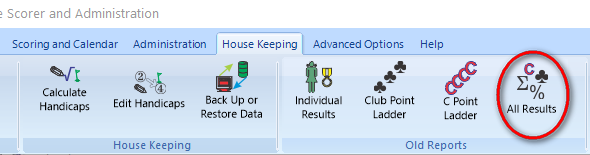 e Scorer and Administration
Scoring and Calendar Administration House Keeping Advanced Options Help
Calculate Handicaps
Edit Handicaps
Back Up or Restore Data
Individual Results
Club Point Ladder
C Point Ladder
All Results
House Keeping
Old Reports